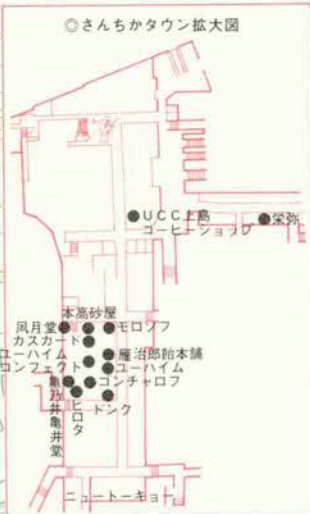 ◎さんちかタウン拡大図
UCC上島
コーヒーショップ
栄弥
本高砂屋
凮月堂
モロゾフ
カスカード
ユーハイム
コンフェクト
雁治郎飴本舗
ユーハイム
コンチャロフ
亀乃井亀井堂
ヒロタ
ドンク
ニュートーキョー